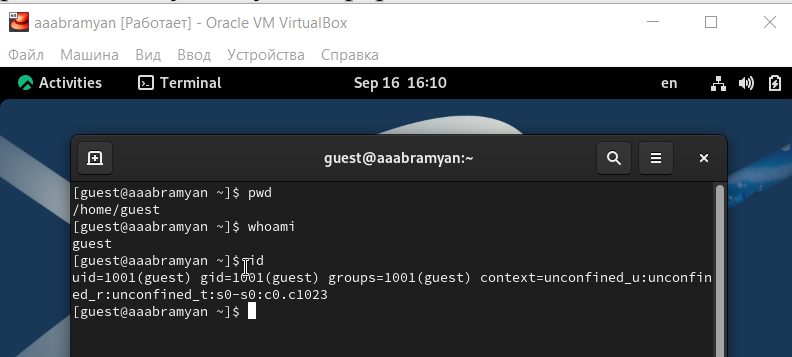 aaabramyan [Работает] - Oracle VM VirtualBox
Файл Машина Вид Ввод Устройства Справка
Activities Terminal Sep 16 16:10 en
guest@aaabramyan:~
[guest@aaabramyan ~]$ pwd
/home/guest
[guest@aaabramyan ~]$ whoami
guest
[guest@aaabramyan ~]$ id
uid=1001(guest) gid=1001(guest) groups=1001(guest) context=unconfined_u:unconfin
ed_r:unconfined_t:s0-s0:c0.c1023
[guest@aaabramyan ~]$